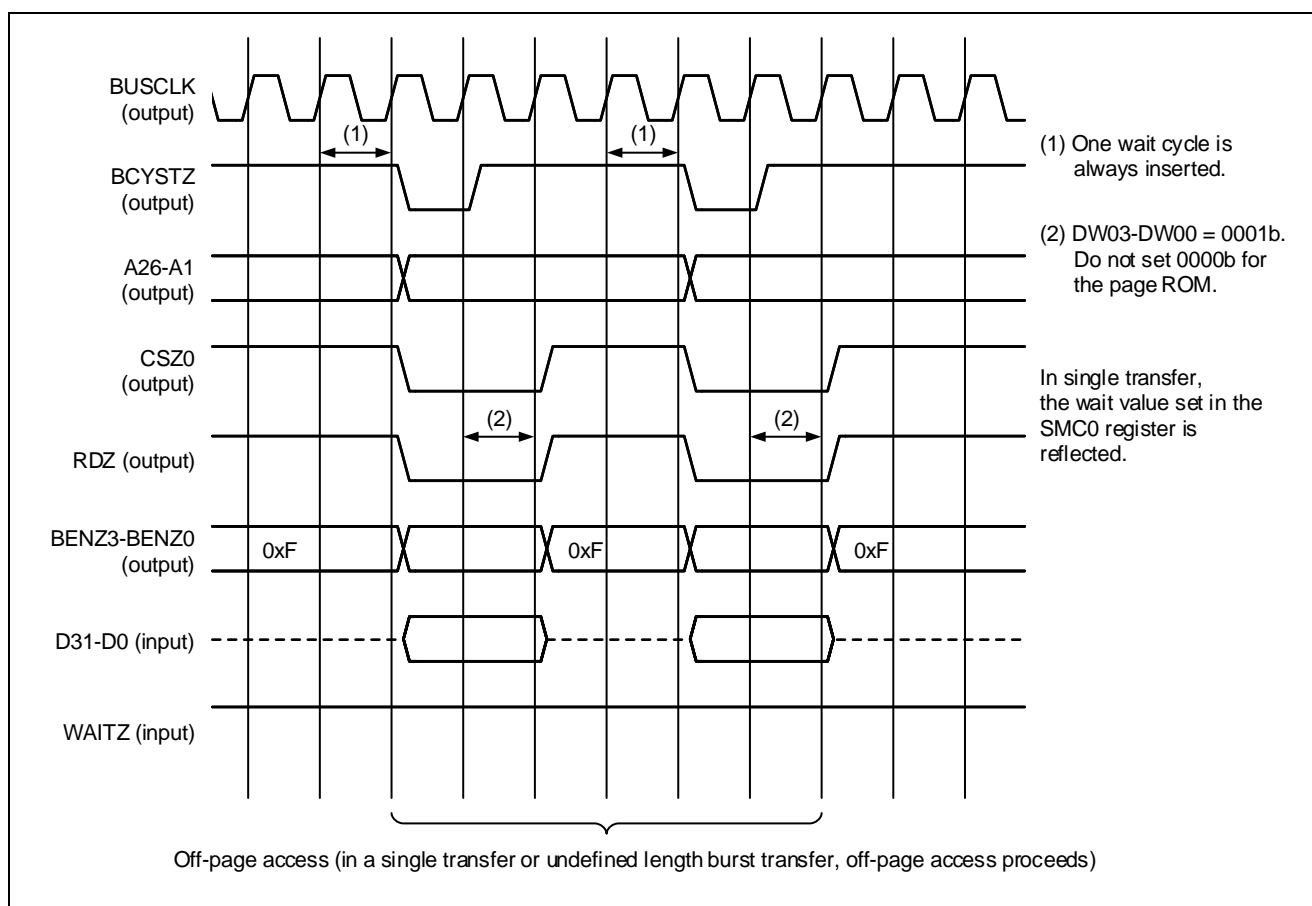 BUSCLK
(output)
(1)
(1)
(1) One wait cycle is
always inserted.
BCYSTZ
(output)
(2) DW03-DW00 = 0001b.
Do not set 0000b for
the page ROM.
A26-A1
(output)
CSZ0
(output)
In single transfer,
the wait value set in the
SMC0 register is
reflected.
(2)
(2)
RDZ (output)
BENZ3-BENZ0
(output)
0xF
0xF
0xF
D31-D0 (input)
WAITZ (input)
Off-page access (in a single transfer or undefined length burst transfer, off-page access proceeds)